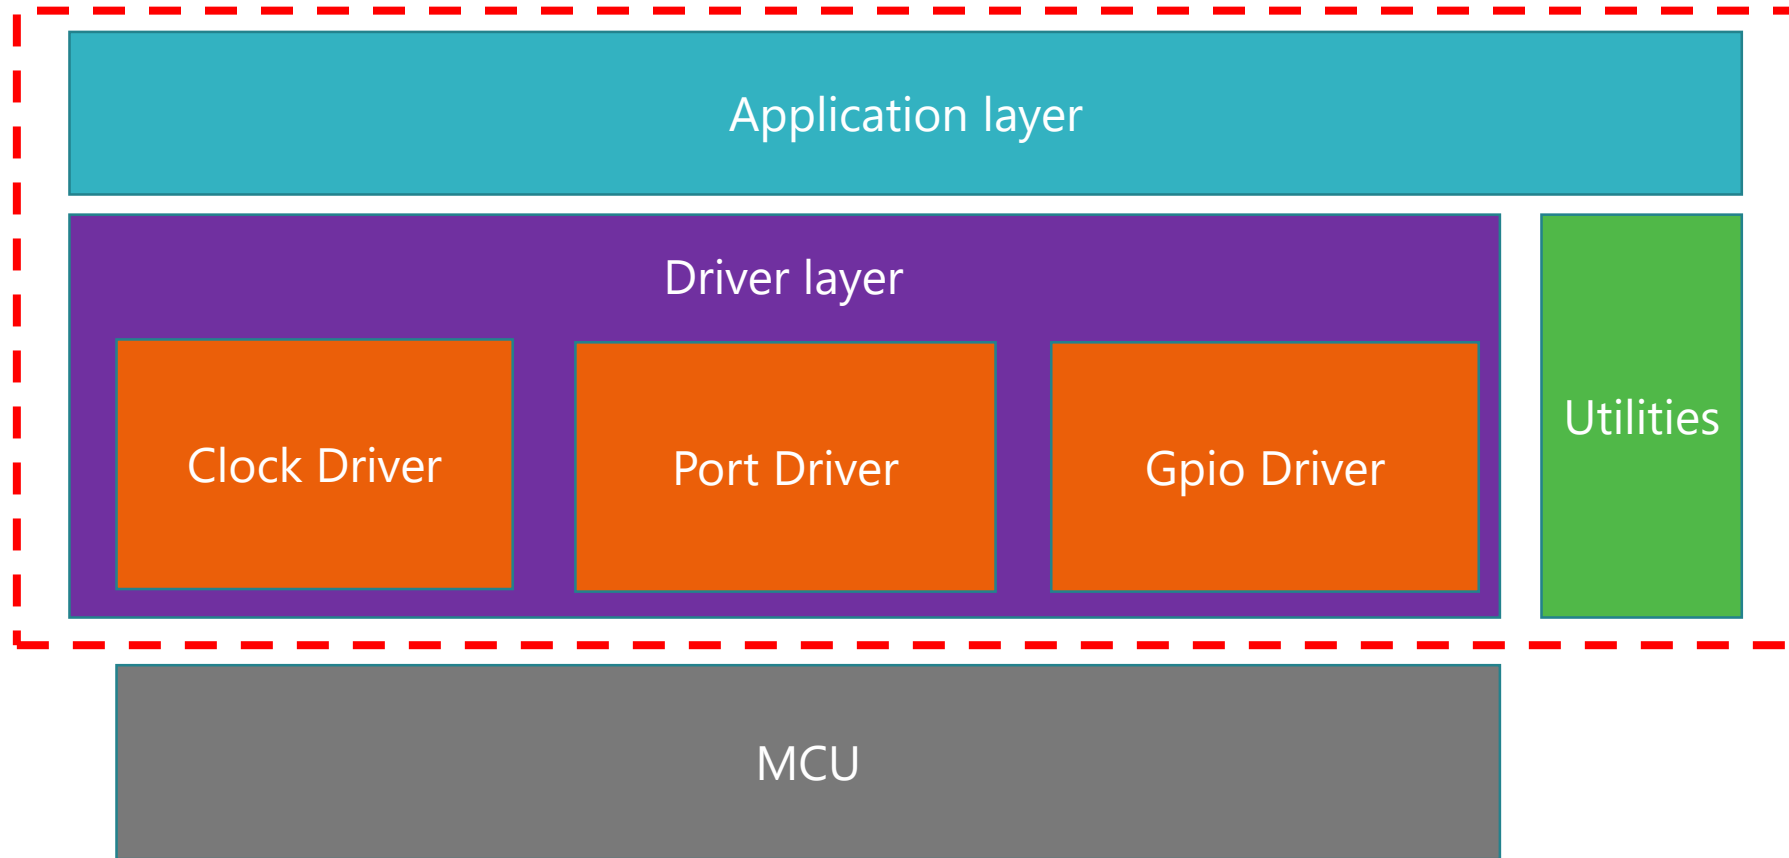 Application layer
Driver layer
Clock Driver
Port Driver
Gpio Driver
Utilities
MCU